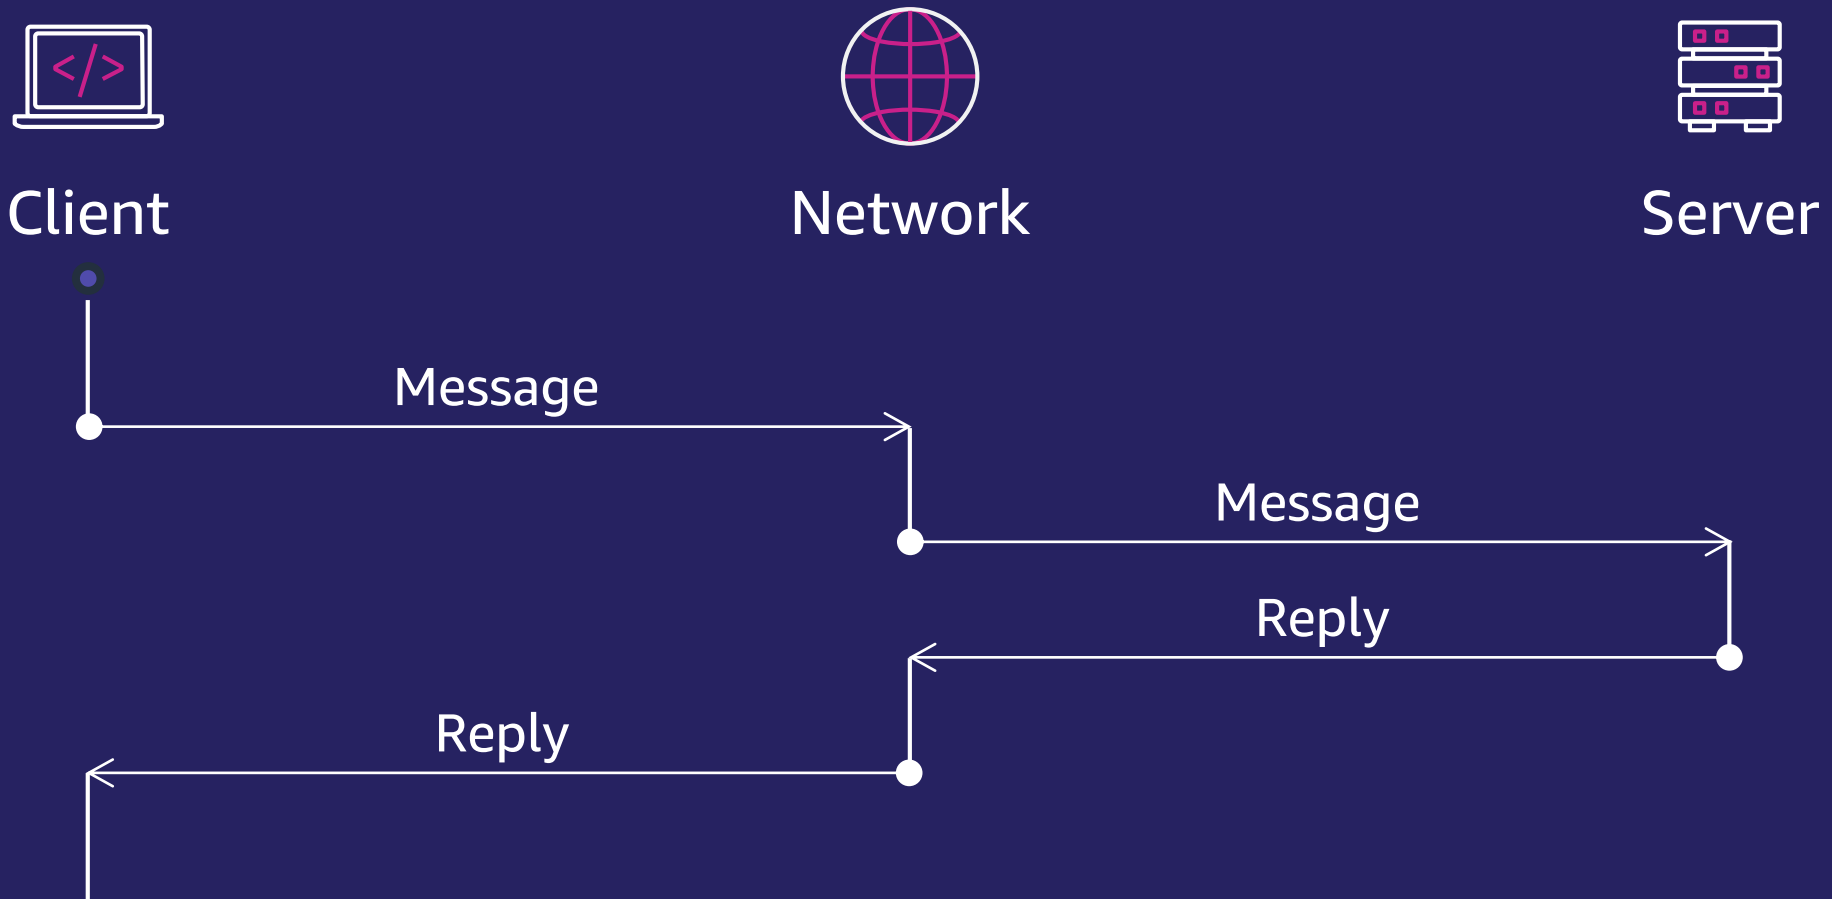 </>
Client
Network
Server
Message
Message
Reply
Reply